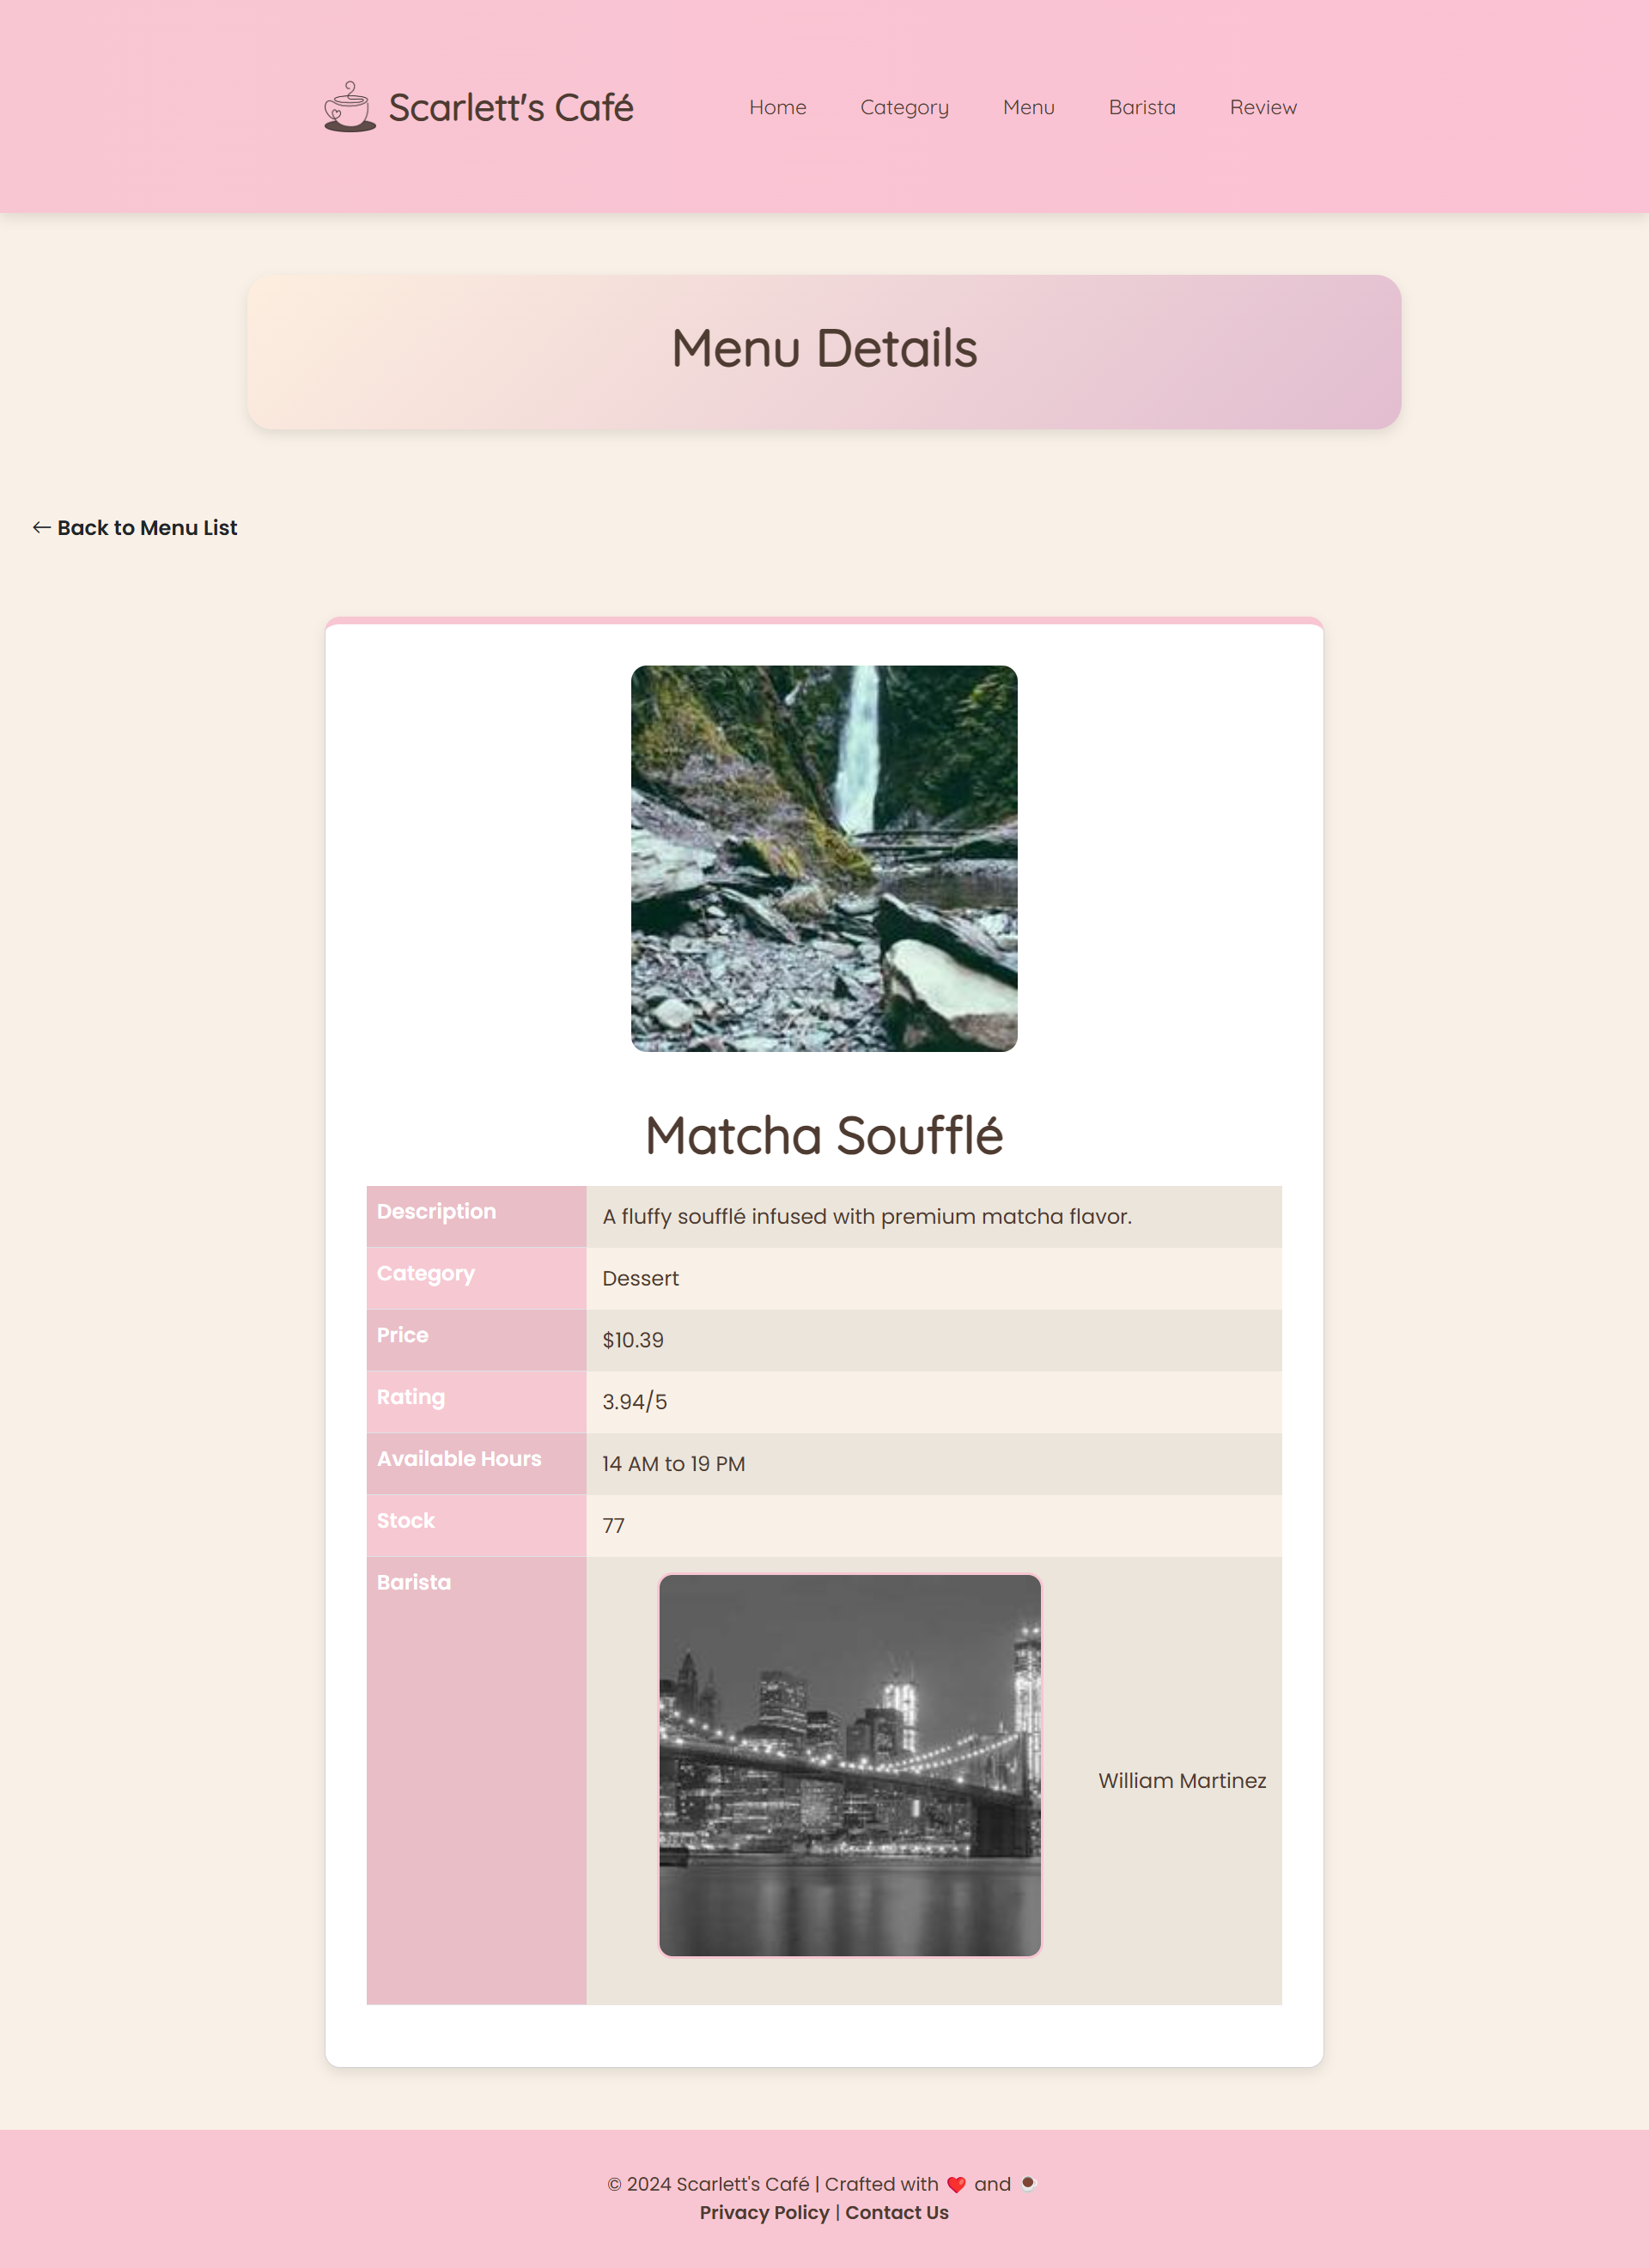 Scarlett's Café
Home Category Menu Barista Review
Menu Details
← Back to Menu List
Matcha Soufflé
Description A fluffy soufflé infused with premium matcha flavor.
Category Dessert
Price $10.39
Rating 3.94/5
Available Hours 14 AM to 19 PM
Stock 77
Barista William Martinez
© 2024 Scarlett's Café | Crafted with ❤️ and ☕
Privacy Policy | Contact Us